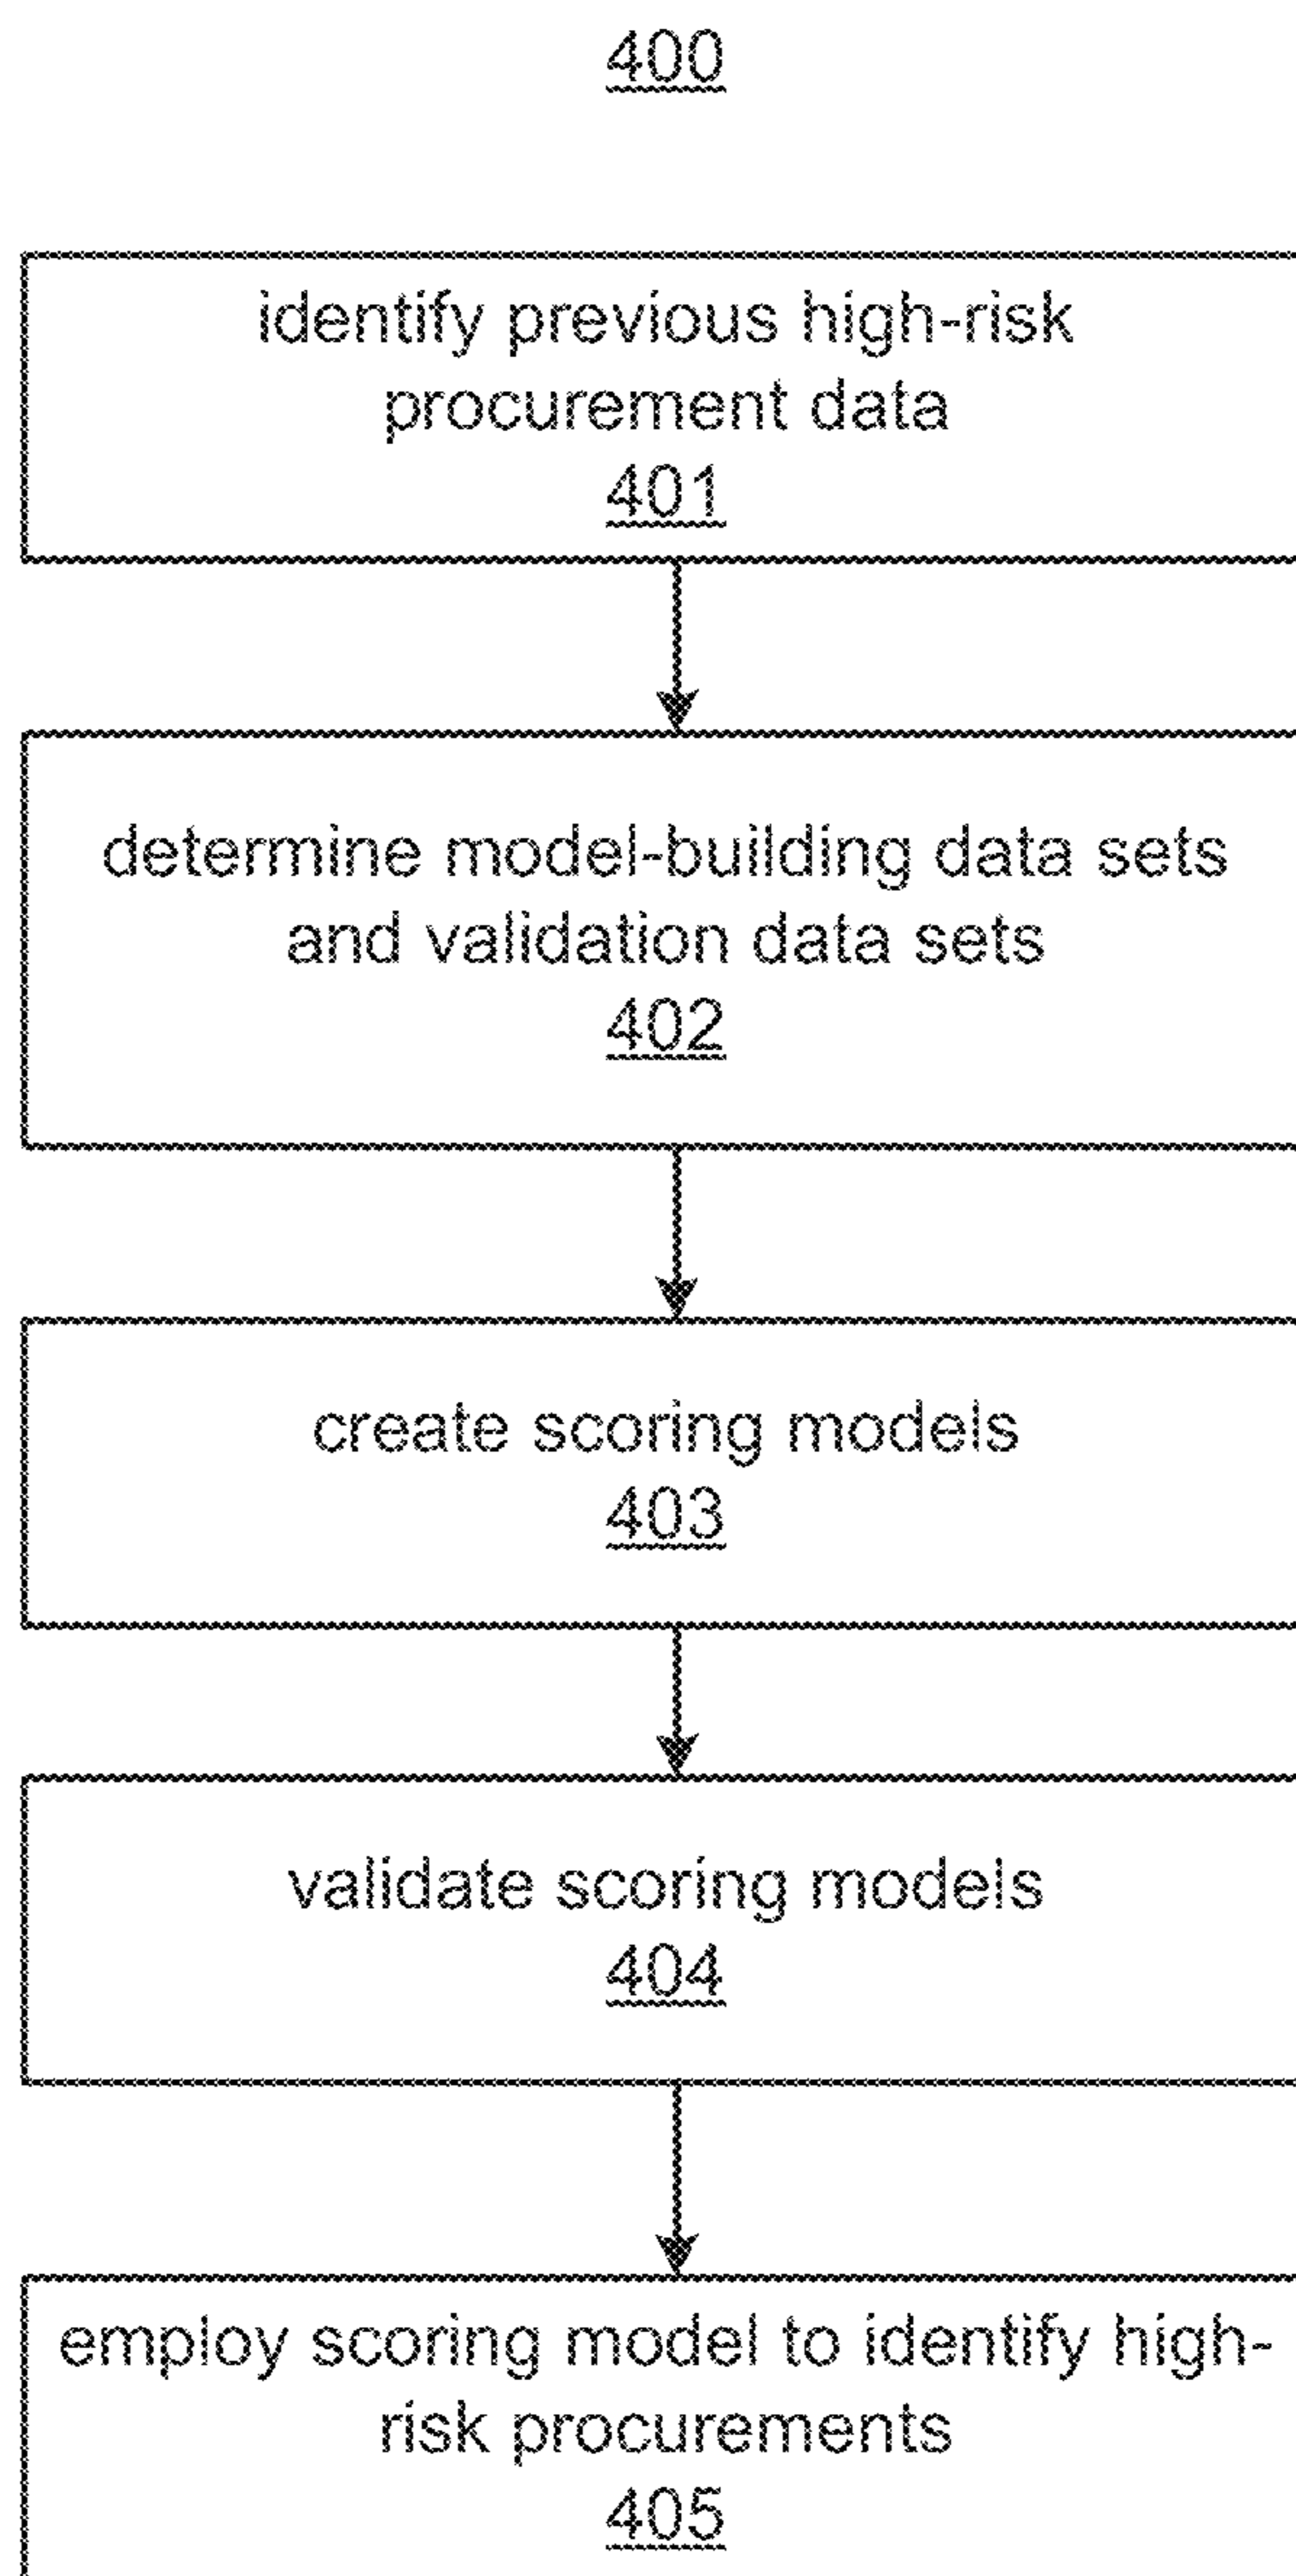 400
identify previous high-risk
procurement data
401
determine model-building data sets
and validation data sets
402
create scoring models
403
validate scoring models
404
employ scoring model to identify high-
risk procurements
405